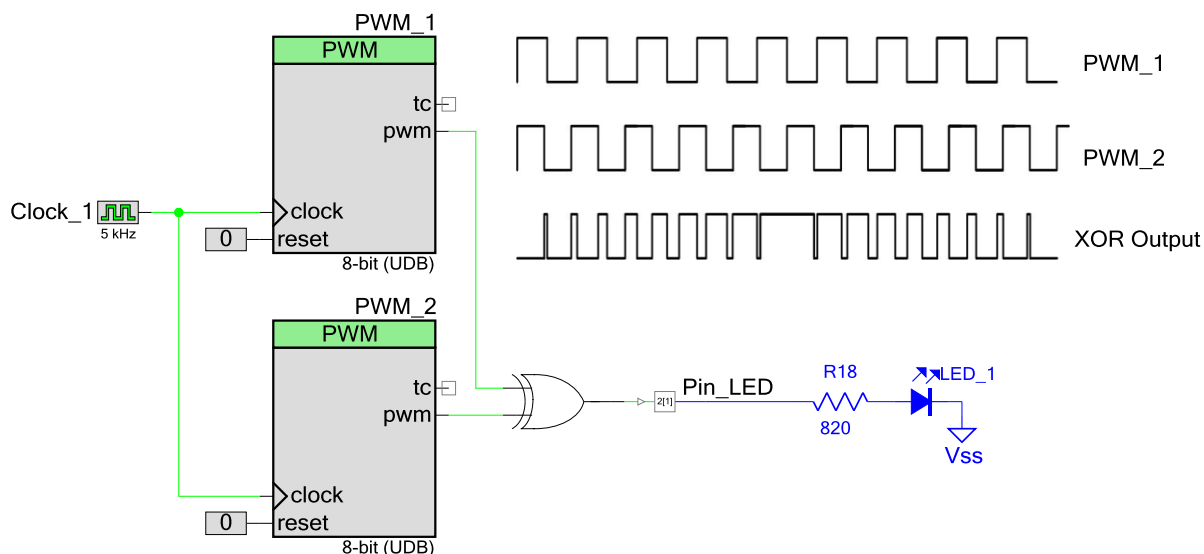 PWM_1
PWM
tc
pwm
Clock_1
5 kHz
clock
0
reset
8-bit (UDB)
PWM_1
PWM_2
XOR Output
PWM_2
PWM
tc
pwm
clock
0
reset
8-bit (UDB)
2[1]
Pin_LED
R18
820
LED_1
Vss